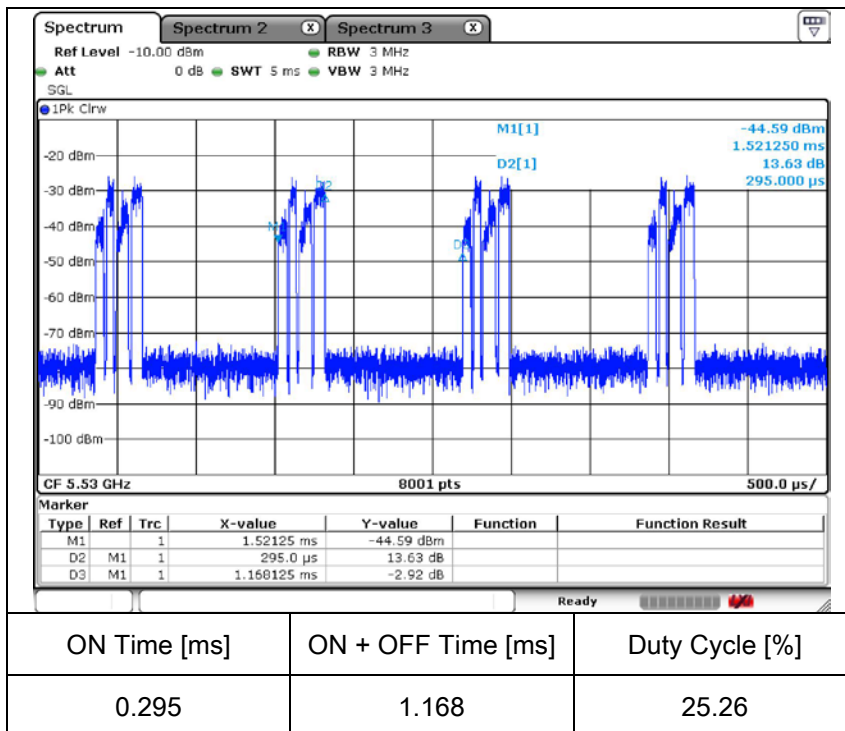 Spectrum Spectrum 2 X Spectrum 3 X
Ref Level -10.00 dBm RBW 3 MHz
Att 0 dB SWT 5 ms VBW 3 MHz
SGL
1Pk Clrw
M1[1] -44.59 dBm
1.521250 ms
D2[1] 13.63 dB
295.000 µs
-20 dBm
-30 dBm
-40 dBm
-50 dBm
-60 dBm
-70 dBm
-90 dBm
-100 dBm
CF 5.53 GHz 8001 pts 500.0 µs/
Marker
Type Ref Trc X-value Y-value Function Function Result
M1 1 1.52125 ms -44.59 dBm
D2 M1 1 295.0 µs 13.63 dB
D3 M1 1 1.168125 ms -2.92 dB
Ready
ON Time [ms] ON + OFF Time [ms] Duty Cycle [%]
0.295 1.168 25.26